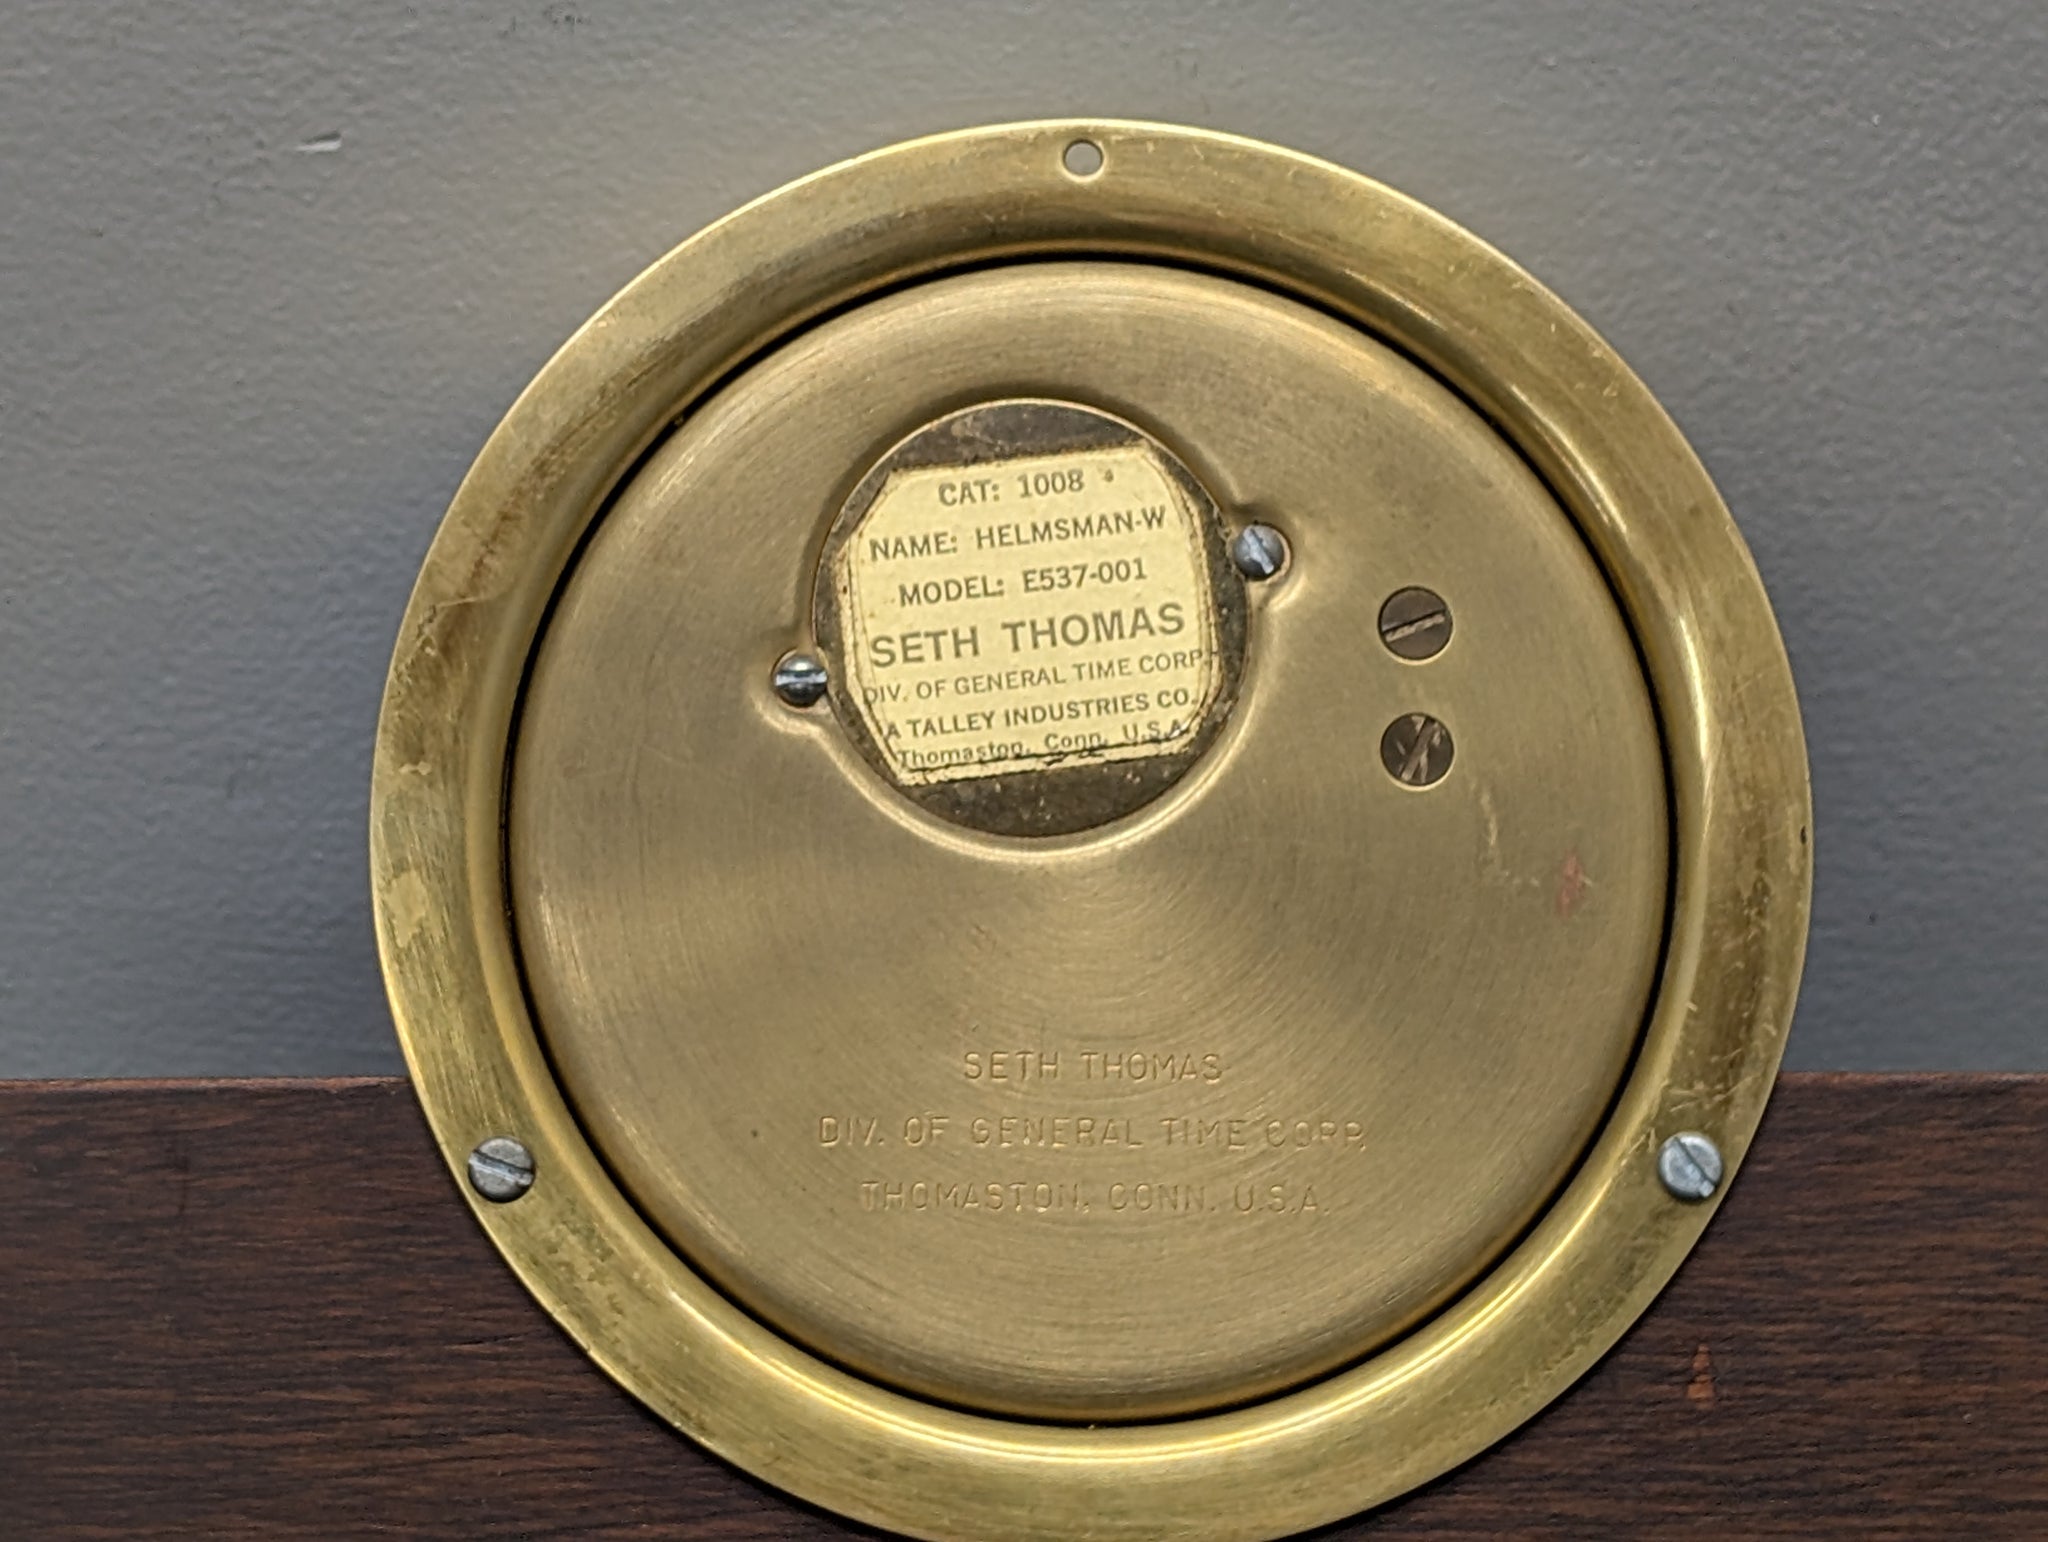 CAT: 1008
NAME: HELMSMAN-W
MODEL: E537-001
SETH THOMAS
DIV. OF GENERAL TIME CORP.
A TALLEY INDUSTRIES CO.
Thomaston, Conn. U.S.A.
SETH THOMAS
DIV. OF GENERAL TIME CORP.
THOMASTON, CONN. U.S.A.